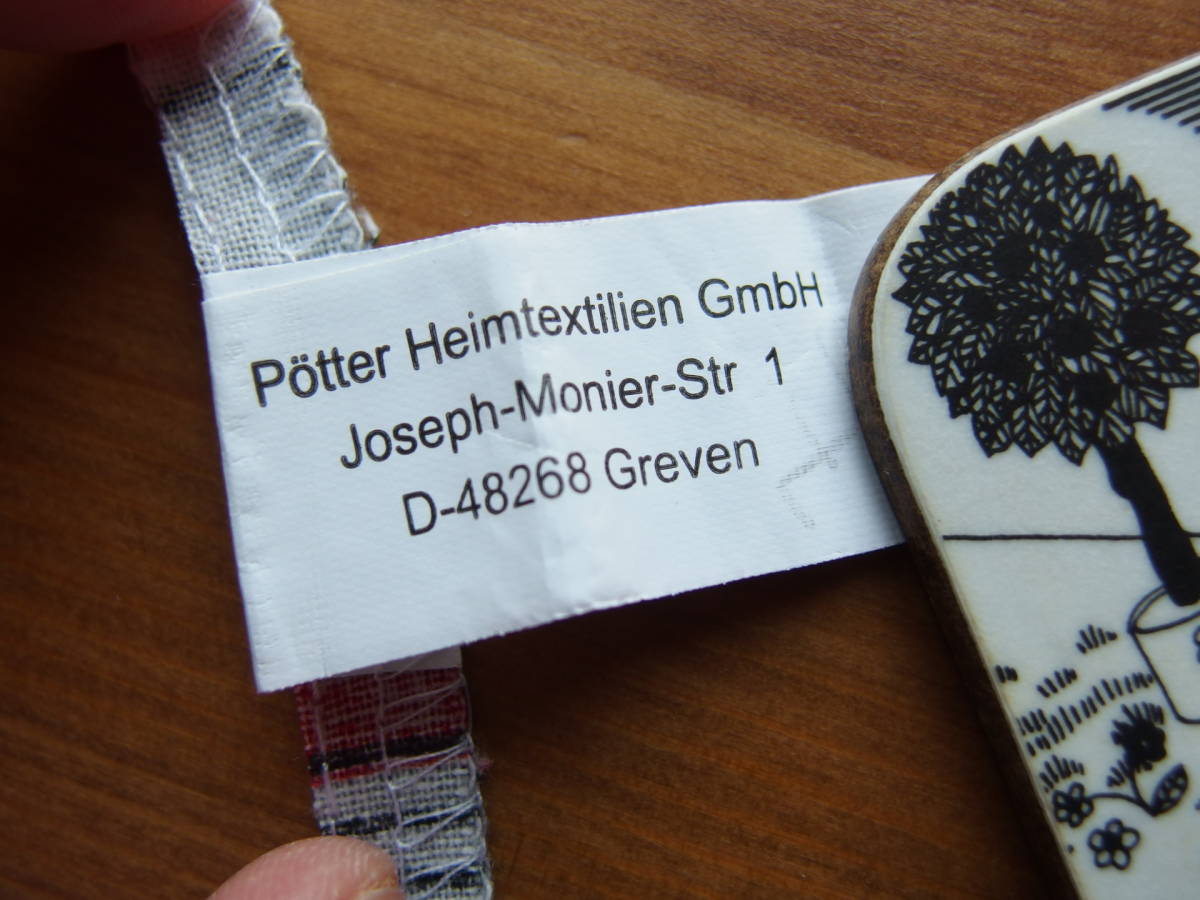 Pötter Heimtextilien GmbH
Joseph-Monier-Str 1
D-48268 Greven